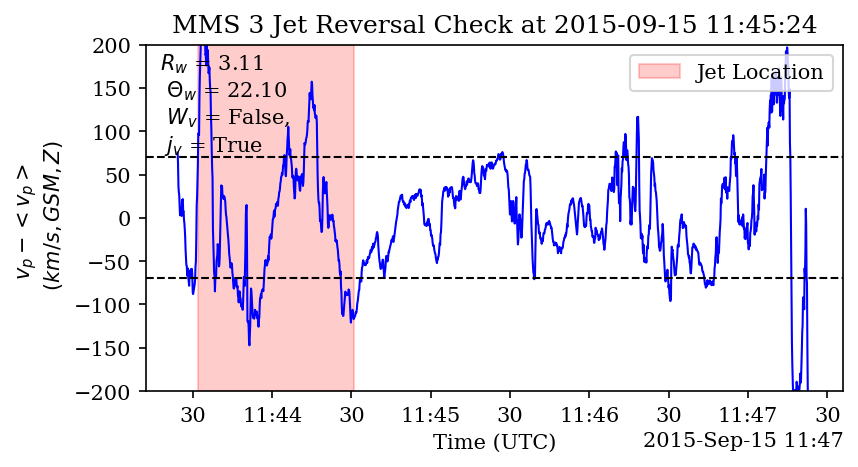 MMS 3 Jet Reversal Check at 2015-09-15 11:45:24
R_w = 3.11
Θ_w = 22.10
W_v = False,
j_v = True
Jet Location
v_p − < v_p >
(km/s, GSM, Z)
200
150
100
50
0
−50
−100
−150
−200
30 11:44 30 11:45 30 11:46 30 11:47 30
Time (UTC)
2015-Sep-15 11:47